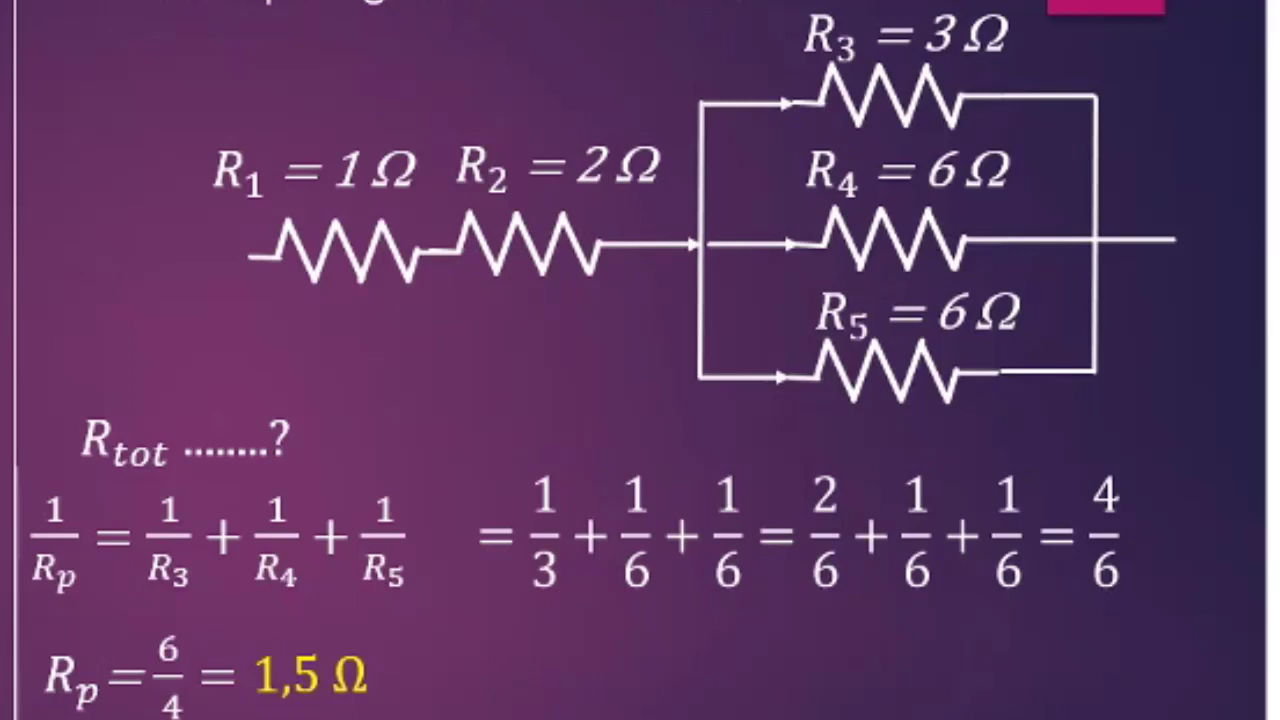 R₃ = 3 Ω
R₁ = 1 Ω R₂ = 2 Ω
R₄ = 6 Ω
R₅ = 6 Ω
R_tot ........?
1/R_p = 1/R₃ + 1/R₄ + 1/R₅ = 1/3 + 1/6 + 1/6 = 2/6 + 1/6 + 1/6 = 4/6
R_p = 6/4 = 1,5 Ω